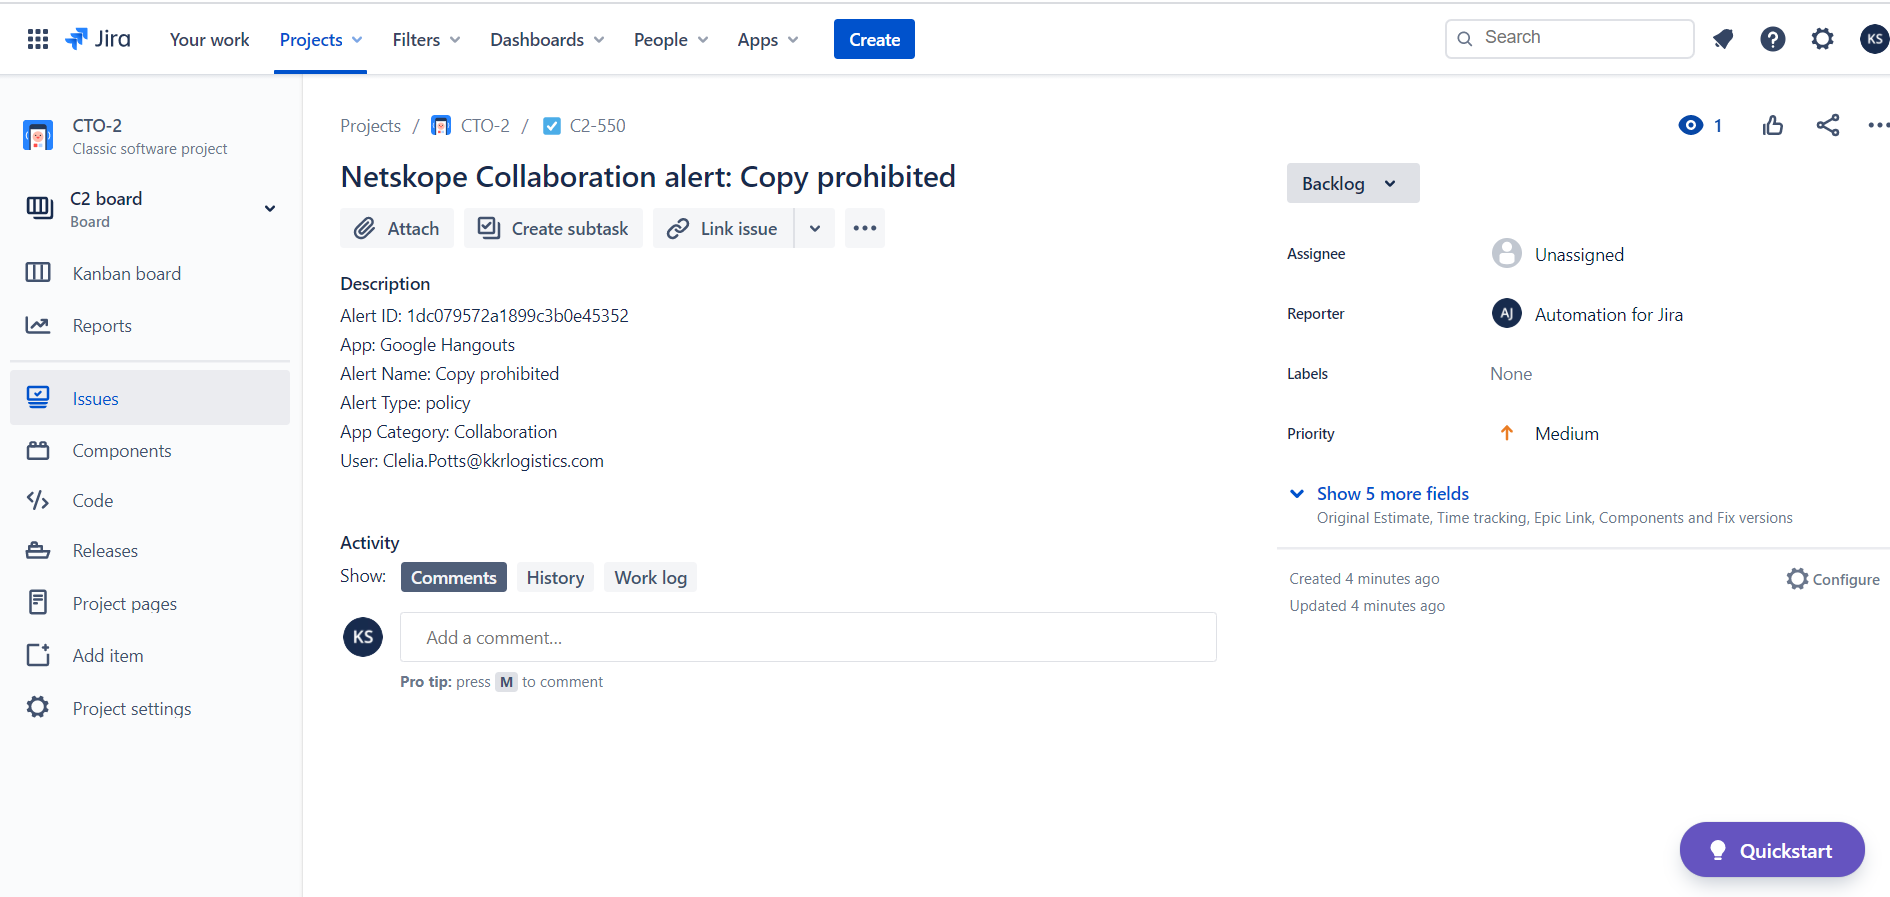 Jira
Your work
Projects
Filters
Dashboards
People
Apps
Create
Search
KS
CTO-2
Classic software project
C2 board
Board
Kanban board
Reports
Issues
Components
Code
Releases
Project pages
Add item
Project settings
Projects / CTO-2 / C2-550
1
Netskope Collaboration alert: Copy prohibited
Attach
Create subtask
Link issue
Description
Alert ID: 1dc079572a1899c3b0e45352
App: Google Hangouts
Alert Name: Copy prohibited
Alert Type: policy
App Category: Collaboration
User: Clelia.Potts@kkrlogistics.com
Activity
Show: Comments History Work log
KS
Add a comment...
Pro tip: press M to comment
Backlog
Assignee
Unassigned
Reporter
AJ
Automation for Jira
Labels
None
Priority
Medium
Show 5 more fields
Original Estimate, Time tracking, Epic Link, Components and Fix versions
Created 4 minutes ago
Configure
Updated 4 minutes ago
Quickstart